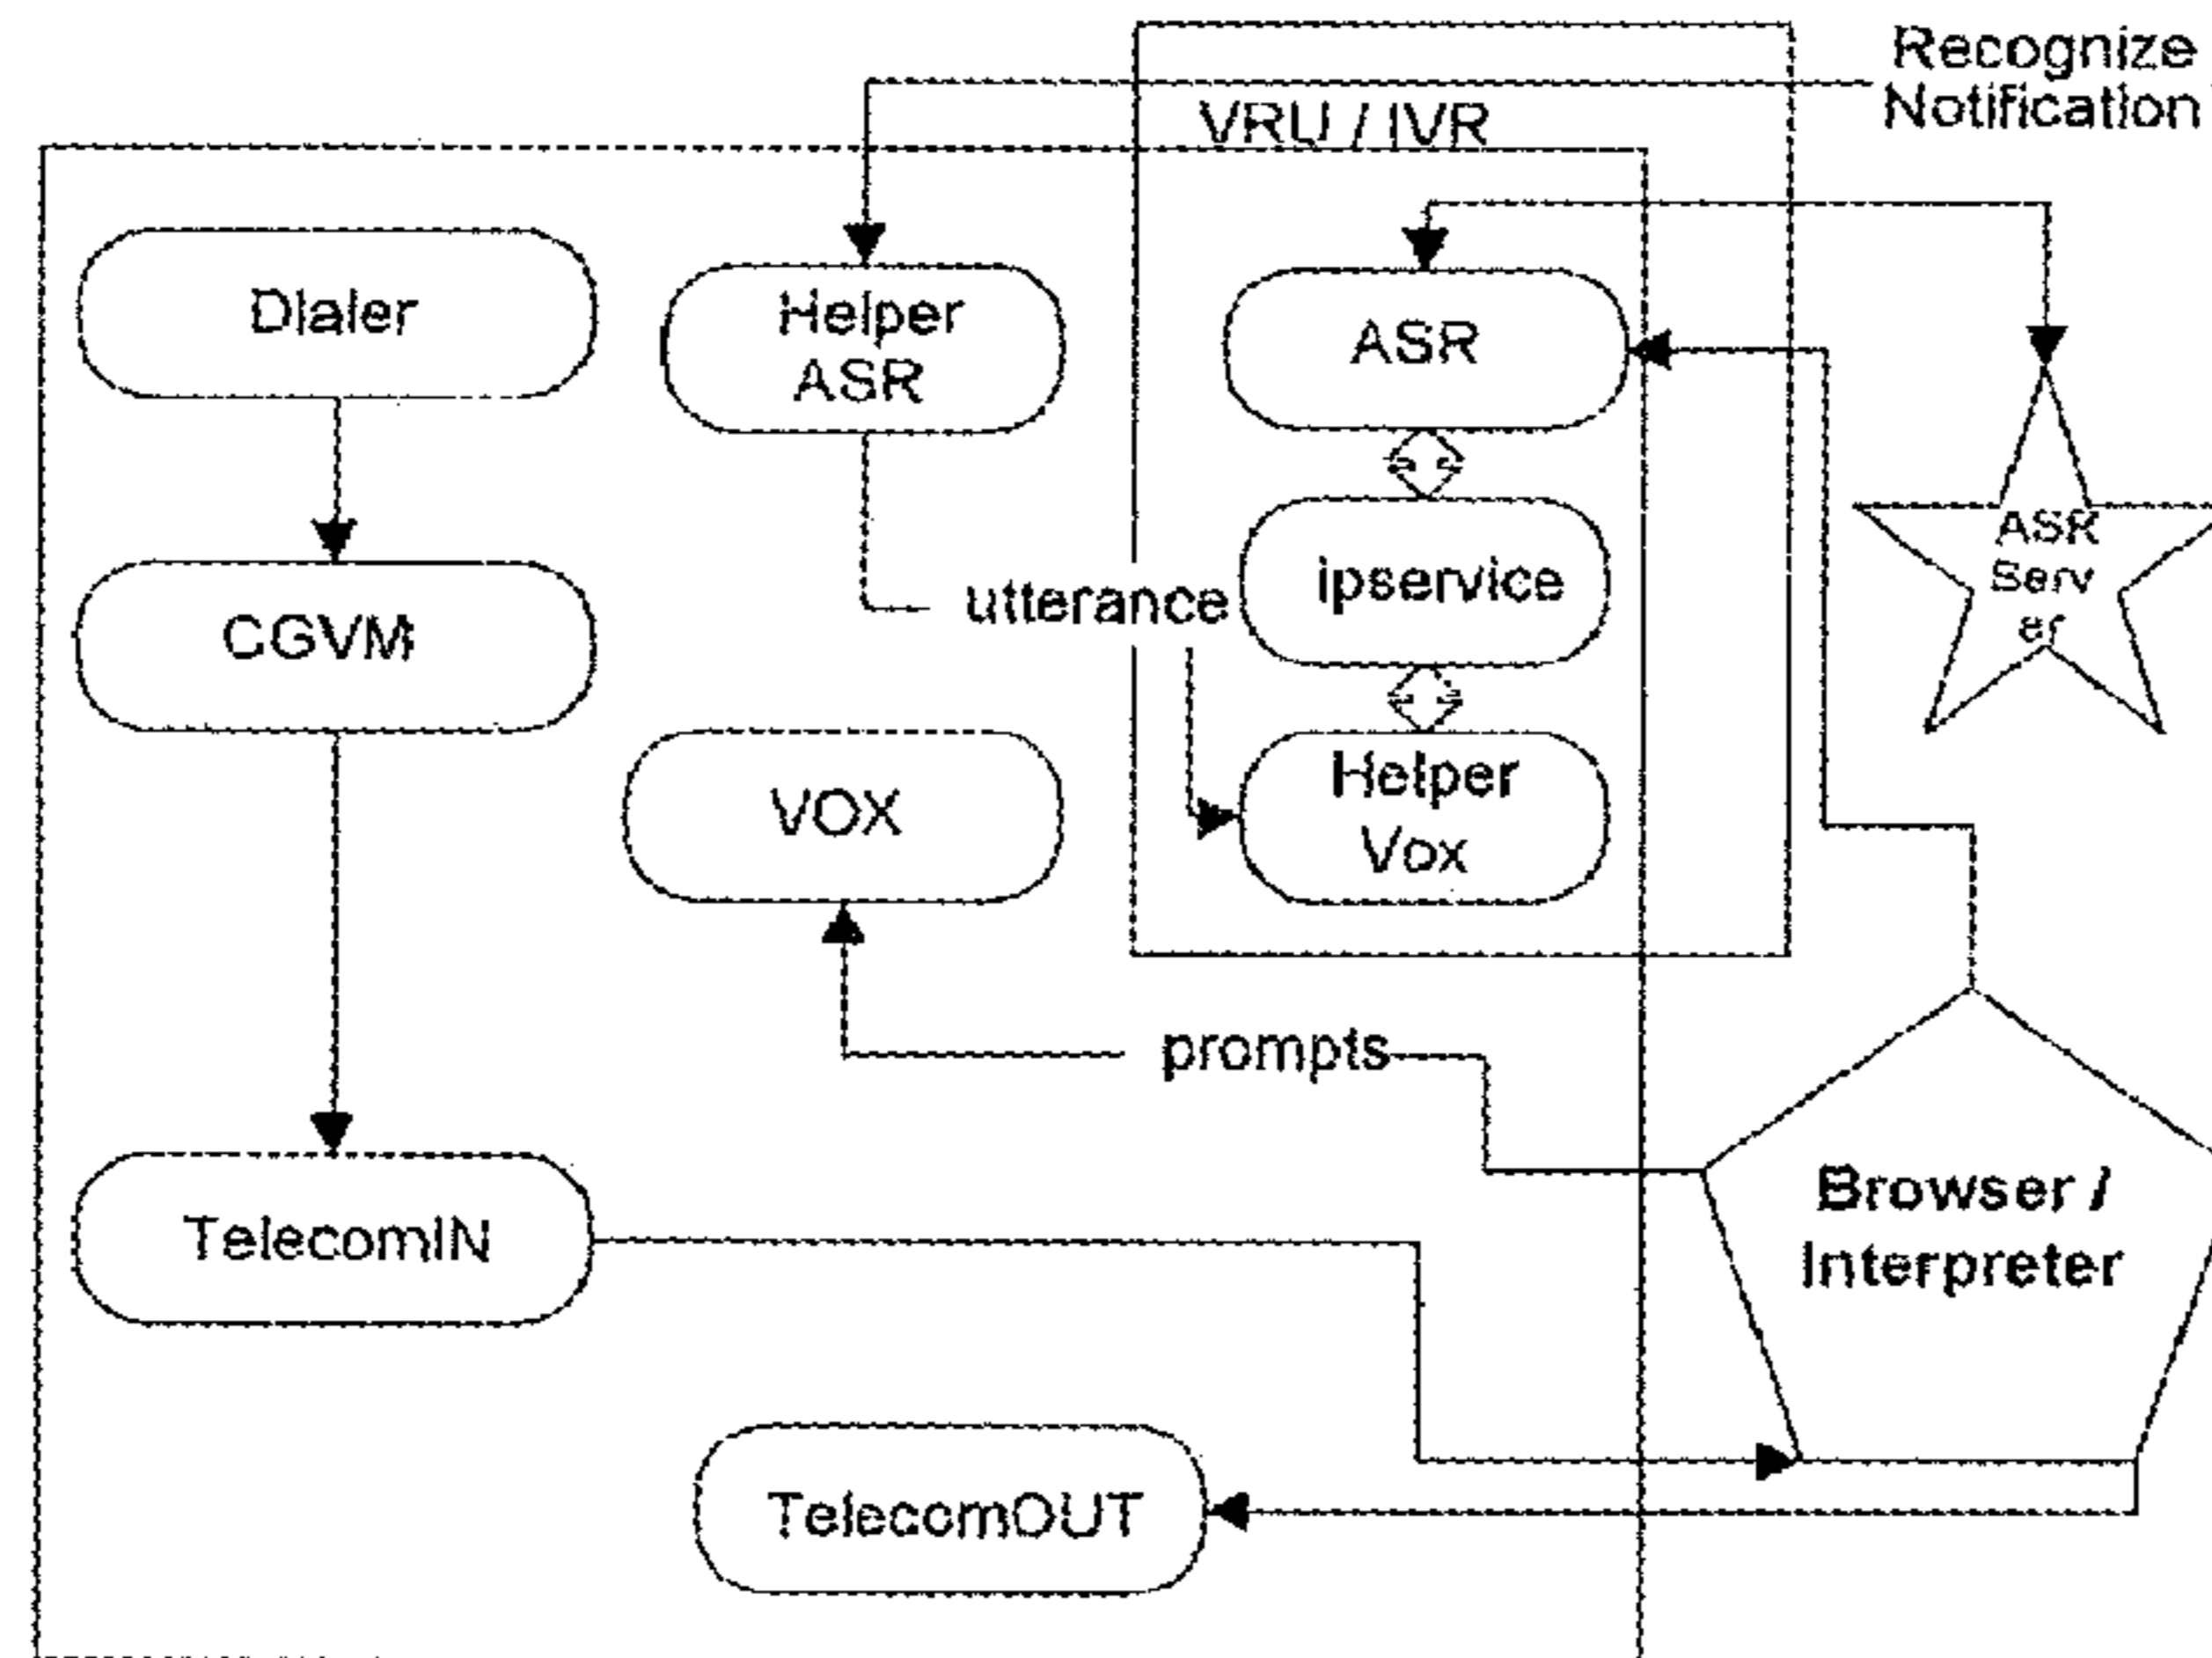 Recognize
Notification
VRU / IVR
Dialer
Helper
ASR
ASR
ASR
Serv
er
utterance
ipservice
CGVM
VOX
Helper
Vox
prompts
Browser /
Interpreter
TelecomIN
TelecomOUT